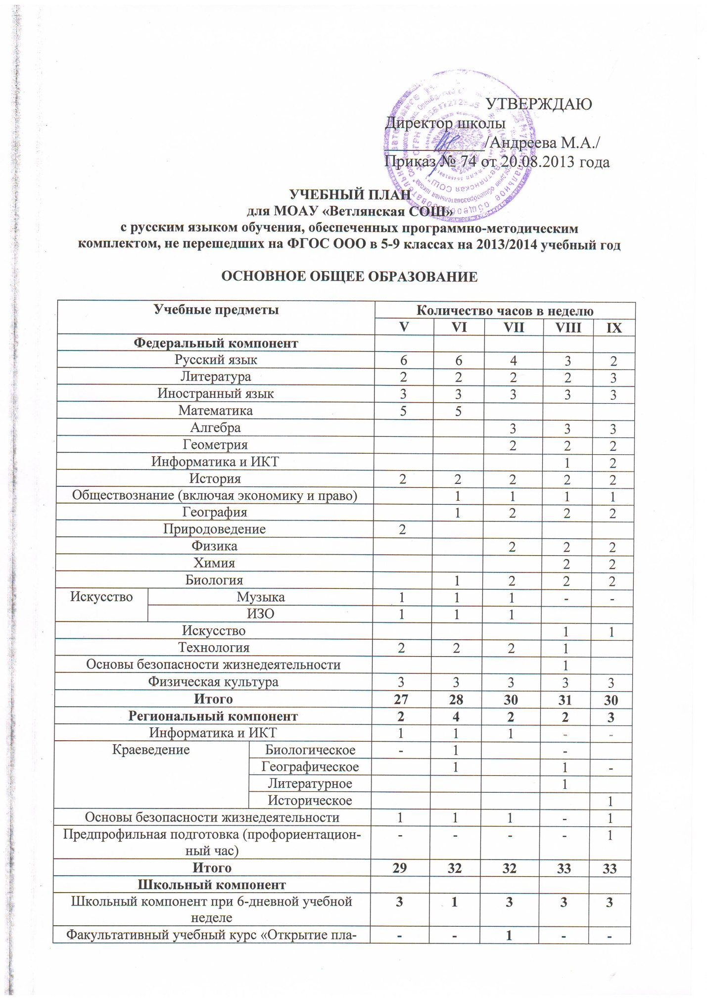 УТВЕРЖДАЮ
Директор школы
/Андреева М.А./
Приказ № 74 от 20.08.2013 года
УЧЕБНЫЙ ПЛАН
для МОАУ «Ветлянская СОШ»
с русским языком обучения, обеспеченных программно-методическим
комплектом, не перешедших на ФГОС ООО в 5-9 классах на 2013/2014 учебный год
ОСНОВНОЕ ОБЩЕЕ ОБРАЗОВАНИЕ
Учебные предметы Количество часов в неделю
V VI VII VIII IX
Федеральный компонент
Русский язык 6 6 4 3 2
Литература 2 2 2 2 3
Иностранный язык 3 3 3 3 3
Математика 5 5
Алгебра 3 3 3
Геометрия 2 2 2
Информатика и ИКТ 1 2
История 2 2 2 2 2
Обществознание (включая экономику и право) 1 1 1 1
География 1 2 2 2
Природоведение 2
Физика 2 2 2
Химия 2 2
Биология 1 2 2 2
Искусство Музыка 1 1 1 - -
ИЗО 1 1 1
Искусство 1 1
Технология 2 2 2 1
Основы безопасности жизнедеятельности 1
Физическая культура 3 3 3 3 3
Итого 27 28 30 31 30
Региональный компонент 2 4 2 2 3
Информатика и ИКТ 1 1 1 - -
Краеведение Биологическое - 1 -
Географическое 1 1 -
Литературное 1
Историческое 1
Основы безопасности жизнедеятельности 1 1 1 - 1
Предпрофильная подготовка (профориентацион- - - - - 1
ный час)
Итого 29 32 32 33 33
Школьный компонент
Школьный компонент при 6-дневной учебной 3 1 3 3 3
неделе
Факультативный учебный курс «Открытие пла- - - 1 - -